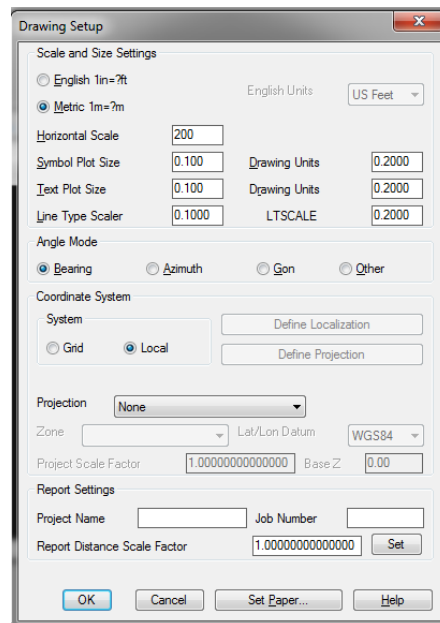 Drawing Setup
Scale and Size Settings
English 1in=?ft
English Units
US Feet
Metric 1m=?m
Horizontal Scale
200
Symbol Plot Size
0.100
Drawing Units
0.2000
Text Plot Size
0.100
Drawing Units
0.2000
Line Type Scaler
0.1000
LTSCALE
0.2000
Angle Mode
Bearing
Azimuth
Gon
Other
Coordinate System
System
Grid
Local
Define Localization
Define Projection
Projection
None
Zone
Lat/Lon Datum
WGS84
Project Scale Factor
1.00000000000000
Base Z
0.00
Report Settings
Project Name
Job Number
Report Distance Scale Factor
1.00000000000000
Set
OK
Cancel
Set Paper...
Help